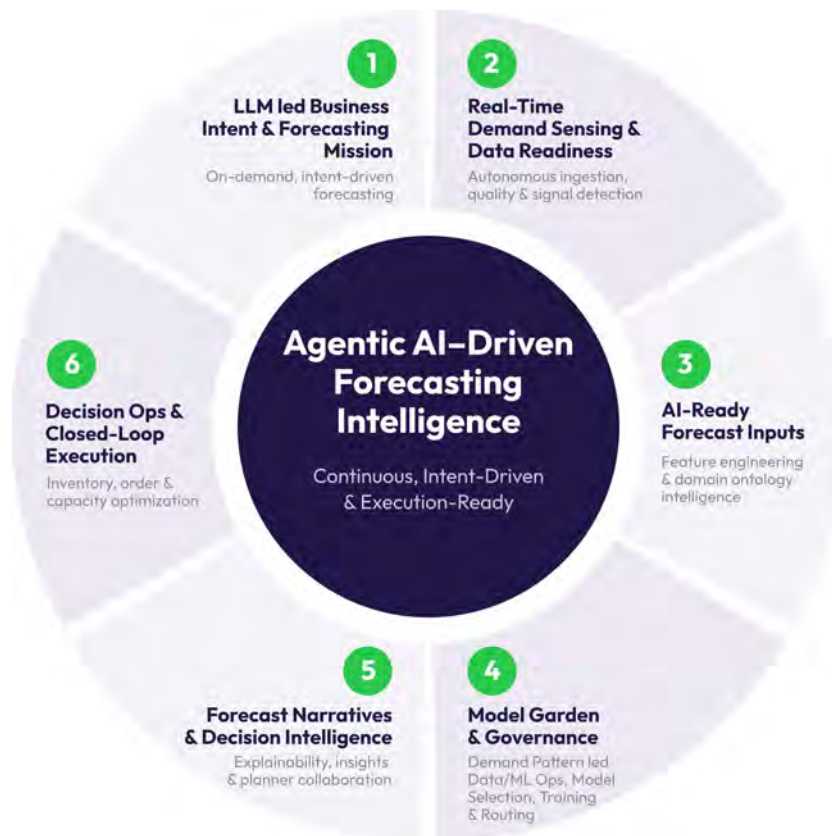 1
LLM led Business
Intent & Forecasting
Mission
On-demand, intent-driven
forecasting
2
Real-Time
Demand Sensing &
Data Readiness
Autonomous ingestion,
quality & signal detection
Agentic AI–Driven
Forecasting
Intelligence
Continuous, Intent-Driven
& Execution-Ready
3
AI-Ready
Forecast Inputs
Feature engineering
& domain ontology
intelligence
4
Model Garden
& Governance
Demand Pattern led
Data/ML Ops, Model
Selection, Training
& Routing
5
Forecast Narratives
& Decision Intelligence
Explainability, insights
& planner collaboration
6
Decision Ops &
Closed-Loop
Execution
Inventory, order &
capacity optimization